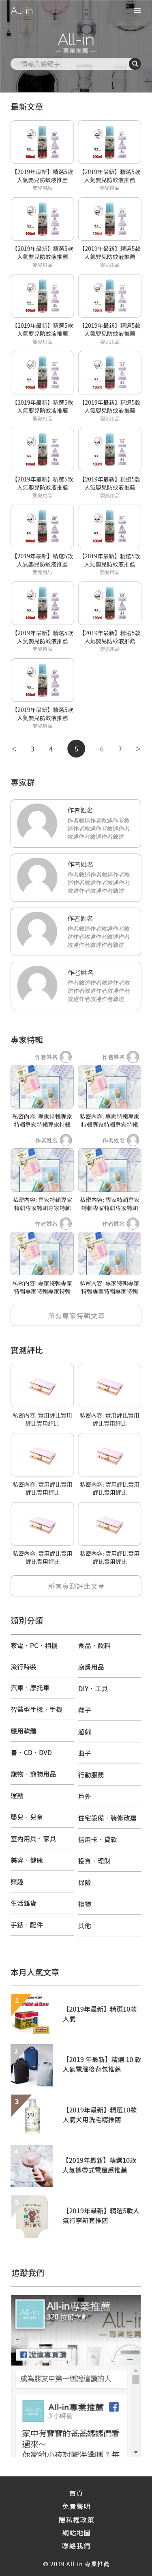 All-in
All-in
專業推薦
請輸入關鍵字
最新文章
【2019年最新】精選5款
人氣嬰兒防蚊液推薦
嬰兒用品
【2019年最新】精選5款
人氣嬰兒防蚊液推薦
嬰兒用品
【2019年最新】精選5款
人氣嬰兒防蚊液推薦
嬰兒用品
【2019年最新】精選5款
人氣嬰兒防蚊液推薦
嬰兒用品
【2019年最新】精選5款
人氣嬰兒防蚊液推薦
嬰兒用品
【2019年最新】精選5款
人氣嬰兒防蚊液推薦
嬰兒用品
【2019年最新】精選5款
人氣嬰兒防蚊液推薦
嬰兒用品
【2019年最新】精選5款
人氣嬰兒防蚊液推薦
嬰兒用品
【2019年最新】精選5款
人氣嬰兒防蚊液推薦
嬰兒用品
【2019年最新】精選5款
人氣嬰兒防蚊液推薦
嬰兒用品
【2019年最新】精選5款
人氣嬰兒防蚊液推薦
嬰兒用品
【2019年最新】精選5款
人氣嬰兒防蚊液推薦
嬰兒用品
【2019年最新】精選5款
人氣嬰兒防蚊液推薦
嬰兒用品
【2019年最新】精選5款
人氣嬰兒防蚊液推薦
嬰兒用品
【2019年最新】精選5款
人氣嬰兒防蚊液推薦
嬰兒用品
< 3 4 5 6 7 >
專家群
作者姓名
作者敘述作者敘述作者敘
述作者敘述作者敘述作者
敘述作者敘述作者敘述
作者姓名
作者敘述作者敘述作者敘
述作者敘述作者敘述作者
敘述作者敘述作者敘述
作者姓名
作者敘述作者敘述作者敘
述作者敘述作者敘述作者
敘述作者敘述作者敘述
作者姓名
作者敘述作者敘述作者敘
述作者敘述作者敘述作者
敘述作者敘述作者敘述
專家特輯
作者姓名
私密內容: 專家特輯專家
特輯專家特輯專家特輯
作者姓名
私密內容: 專家特輯專家
特輯專家特輯專家特輯
作者姓名
私密內容: 專家特輯專家
特輯專家特輯專家特輯
作者姓名
私密內容: 專家特輯專家
特輯專家特輯專家特輯
作者姓名
私密內容: 專家特輯專家
特輯專家特輯專家特輯
作者姓名
私密內容: 專家特輯專家
特輯專家特輯專家特輯
所有專家特輯文章
實測評比
私密內容: 實用評比實用
評比實用評比
私密內容: 實用評比實用
評比實用評比
私密內容: 實用評比實用
評比實用評比
私密內容: 實用評比實用
評比實用評比
私密內容: 實用評比實用
評比實用評比
私密內容: 實用評比實用
評比實用評比
所有實測評比文章
類別分類
家電・PC・相機
流行時裝
汽車・摩托車
智慧型手機・手機
應用軟體
書・CD・DVD
寵物・寵物用品
運動
嬰兒・兒童
室內用具・家具
美容・健康
興趣
生活雜貨
手錶・配件
食品・飲料
廚房用品
DIY・工具
鞋子
遊戲
曲子
行動服務
戶外
住宅設備・裝修改建
信用卡・貸款
投資・理財
保險
禮物
其他
本月人氣文章
1
【2019年最新】精選10款
人氣
2
【2019 年最新】精選 10 款
人氣電腦後背包推薦
3
【2019年最新】精選10款
人氣犬用洗毛精推薦
4
【2019年最新】精選10款
人氣攜帶式電風扇推薦
5
【2019年最新】精選5款人
氣行李箱套推薦
追蹤我們
All-in專業推薦
說這專頁讚
All-in專業推薦
3 小時前
家中有寶寶的爸爸媽媽們看
過來～
首頁
免責聲明
隱私權政策
網站地圖
聯絡我們
© 2019 All-in 專業推薦